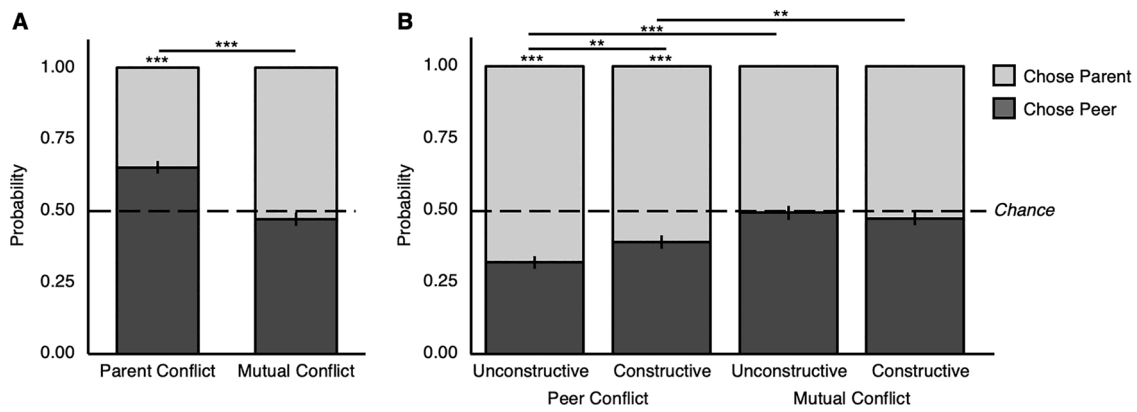 A
B
***
***
***
**
***
**
***
1.00
0.75
0.50
0.25
0.00
Probability
Parent Conflict
Mutual Conflict
1.00
0.75
0.50
0.25
0.00
Probability
Unconstructive
Constructive
Unconstructive
Constructive
Peer Conflict
Mutual Conflict
Chance
Chose Parent
Chose Peer